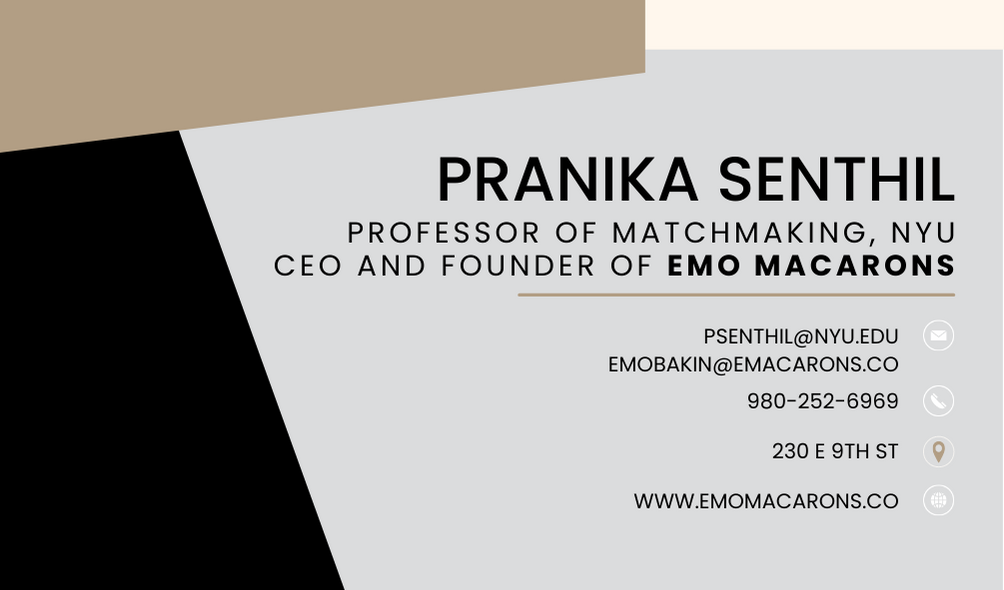 PRANIKA SENTHIL
PROFESSOR OF MATCHMAKING, NYU
CEO AND FOUNDER OF EMO MACARONS
PSENTHIL@NYU.EDU
EMOBAKIN@EMACARONS.CO
980-252-6969
230 E 9TH ST
WWW.EMOMACARONS.CO